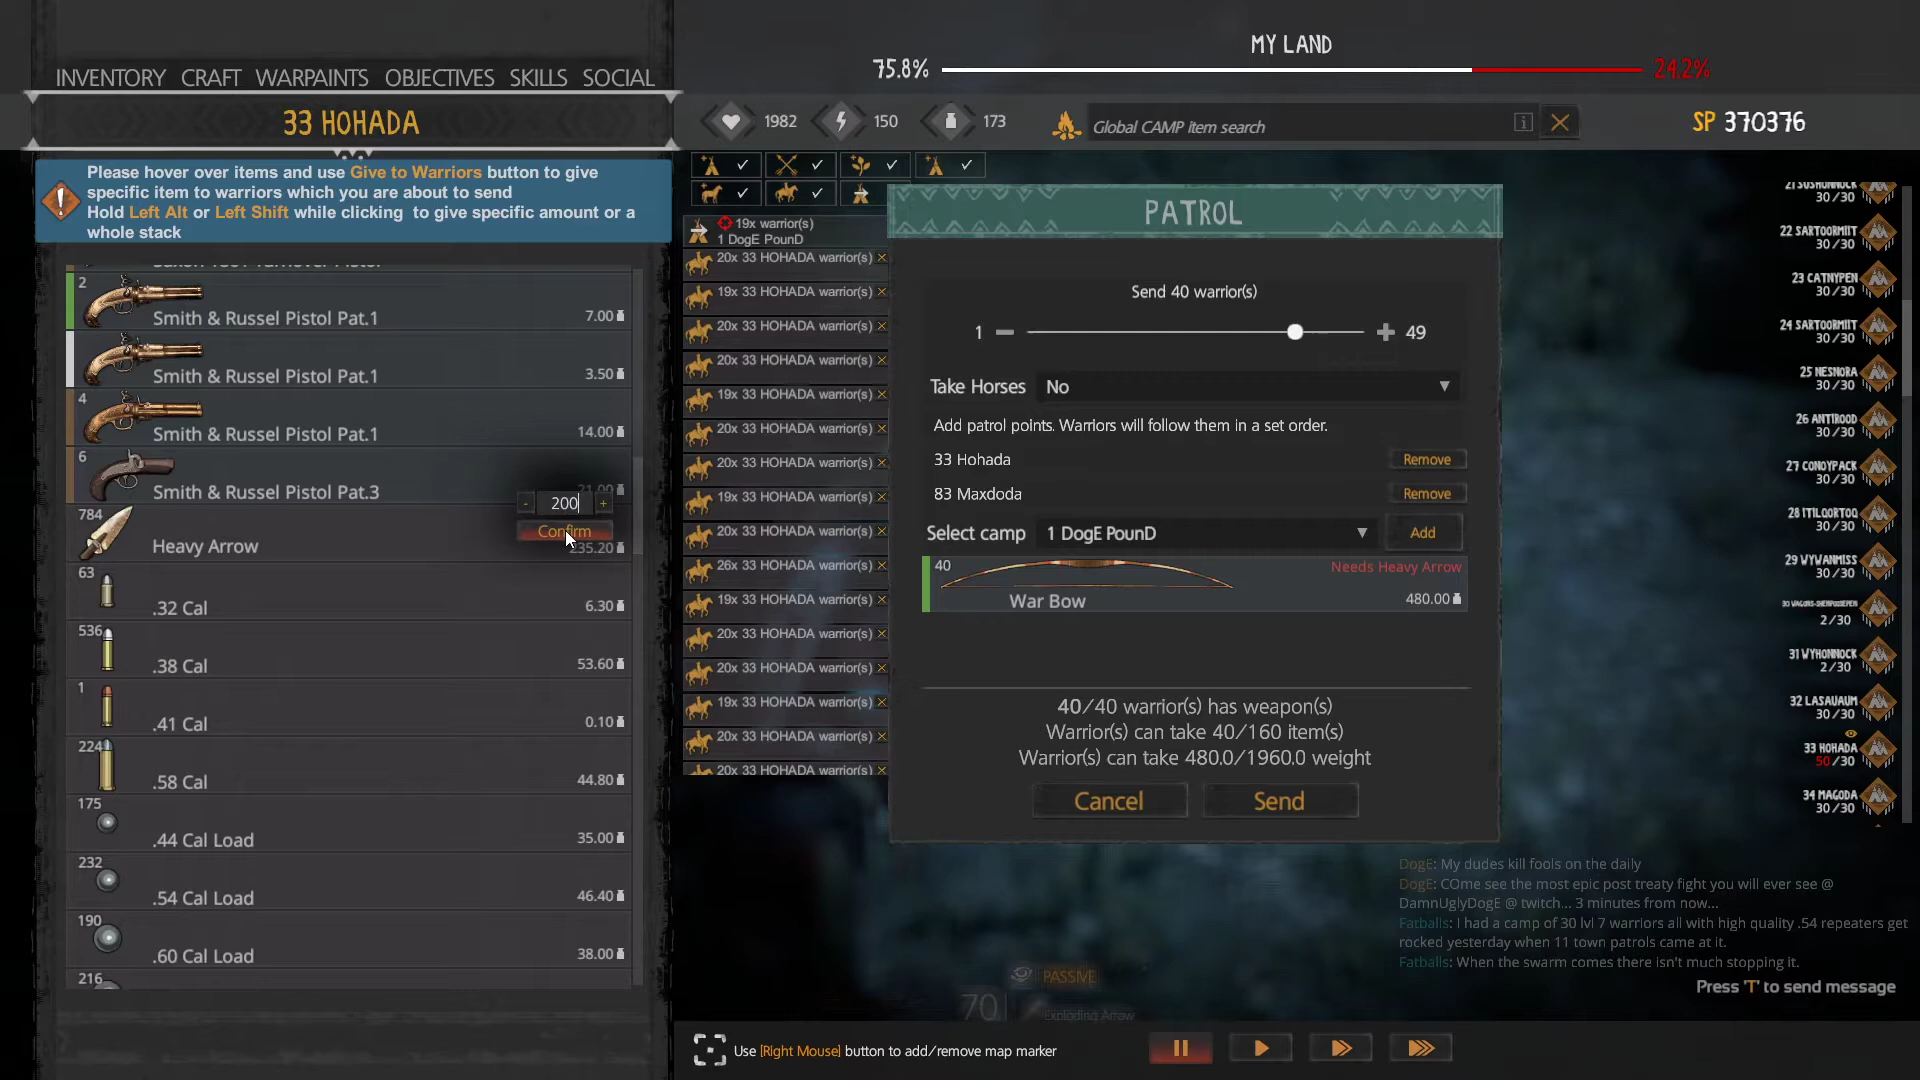 INVENTORY CRAFT WARPAINTS OBJECTIVES SKILLS SOCIAL
33 HOHADA
Please hover over items and use Give to Warriors button to give
specific item to warriors which you are about to send
Hold Left Alt or Left Shift while clicking to give specific amount or a
whole stack
2
Smith & Russel Pistol Pat.1
7.00
Smith & Russel Pistol Pat.1
3.50
4
Smith & Russel Pistol Pat.1
14.00
6
Smith & Russel Pistol Pat.3
21.00
- 200 +
Confirm
784
Heavy Arrow
235.20
63
.32 Cal
6.30
536
.38 Cal
53.60
1
.41 Cal
0.10
224
.58 Cal
44.80
175
.44 Cal Load
35.00
232
.54 Cal Load
46.40
190
.60 Cal Load
38.00
216
MY LAND
75.8%
24.2%
1982
150
173
Global CAMP item search
SP 370376
19x warrior(s)
1 DogE PounD
20x 33 HOHADA warrior(s)
19x 33 HOHADA warrior(s)
20x 33 HOHADA warrior(s)
20x 33 HOHADA warrior(s)
19x 33 HOHADA warrior(s)
20x 33 HOHADA warrior(s)
20x 33 HOHADA warrior(s)
19x 33 HOHADA warrior(s)
20x 33 HOHADA warrior(s)
26x 33 HOHADA warrior(s)
19x 33 HOHADA warrior(s)
20x 33 HOHADA warrior(s)
20x 33 HOHADA warrior(s)
19x 33 HOHADA warrior(s)
20x 33 HOHADA warrior(s)
20x 33 HOHADA warrior(s)
PATROL
Send 40 warrior(s)
1
49
Take Horses No
Add patrol points. Warriors will follow them in a set order.
33 Hohada Remove
83 Maxdoda Remove
Select camp 1 DogE PounD Add
40
Needs Heavy Arrow
War Bow
480.00
40/40 warrior(s) has weapon(s)
Warrior(s) can take 40/160 item(s)
Warrior(s) can take 480.0/1960.0 weight
Cancel Send
30/30
22 SARTOORMIIT
30/30
23 CATNYPEN
30/30
24 SARTOORMIIT
30/30
25 NESNORA
30/30
26 ANTIROOD
30/30
27 CONOYPACK
30/30
28 ITILQORTOQ
30/30
29 WYWANMISS
30/30
2/30
31 WYHONNOCK
2/30
32 LASAUAUM
30/30
33 HOHADA
50/30
34 MAGODA
30/30
DogE: My dudes kill fools on the daily
DogE: COme see the most epic post treaty fight you will ever see @
DamnUglyDogE @ twitch... 3 minutes from now...
Fatballs: I had a camp of 30 lvl 7 warriors all with high quality .54 repeaters get
rocked yesterday when 11 town patrols came at it.
Fatballs: When the swarm comes there isn't much stopping it.
Press 'T' to send message
PASSIVE
70
Exploding Arrow
Use [Right Mouse] button to add/remove map marker